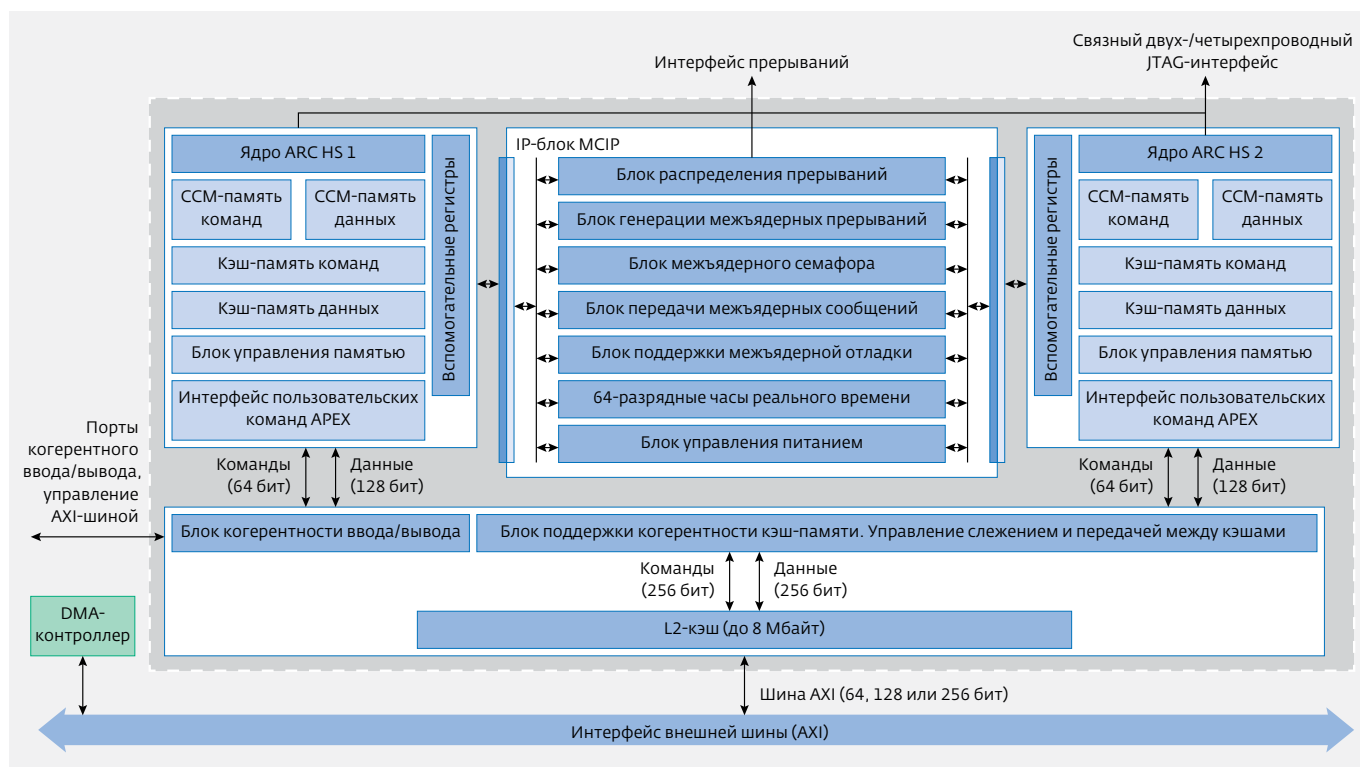 Связный двух-/четырехпроводный
JTAG-интерфейс
Интерфейс прерываний
Ядро ARC HS 1
CCM-память
команд
CCM-память
данных
Кэш-память команд
Кэш-память данных
Блок управления памятью
Интерфейс пользовательских
команд APEX
Вспомогательные регистры
IP-блок MCIP
Блок распределения прерываний
Блок генерации межъядерных прерываний
Блок межъядерного семафора
Блок передачи межъядерных сообщений
Блок поддержки межъядерной отладки
64-разрядные часы реального времени
Блок управления питанием
Вспомогательные регистры
Ядро ARC HS 2
CCM-память
команд
CCM-память
данных
Кэш-память команд
Кэш-память данных
Блок управления памятью
Интерфейс пользовательских
команд APEX
Порты
когерентного
ввода/вывода,
управление
AXI-шиной
Команды
(64 бит)
Данные
(128 бит)
Команды
(64 бит)
Данные
(128 бит)
Блок когерентности ввода/вывода
Блок поддержки когерентности кэш-памяти. Управление слежением и передачей между кэшами
Команды
(256 бит)
Данные
(256 бит)
L2-кэш (до 8 Мбайт)
DMA-
контроллер
Шина AXI (64, 128 или 256 бит)
Интерфейс внешней шины (AXI)